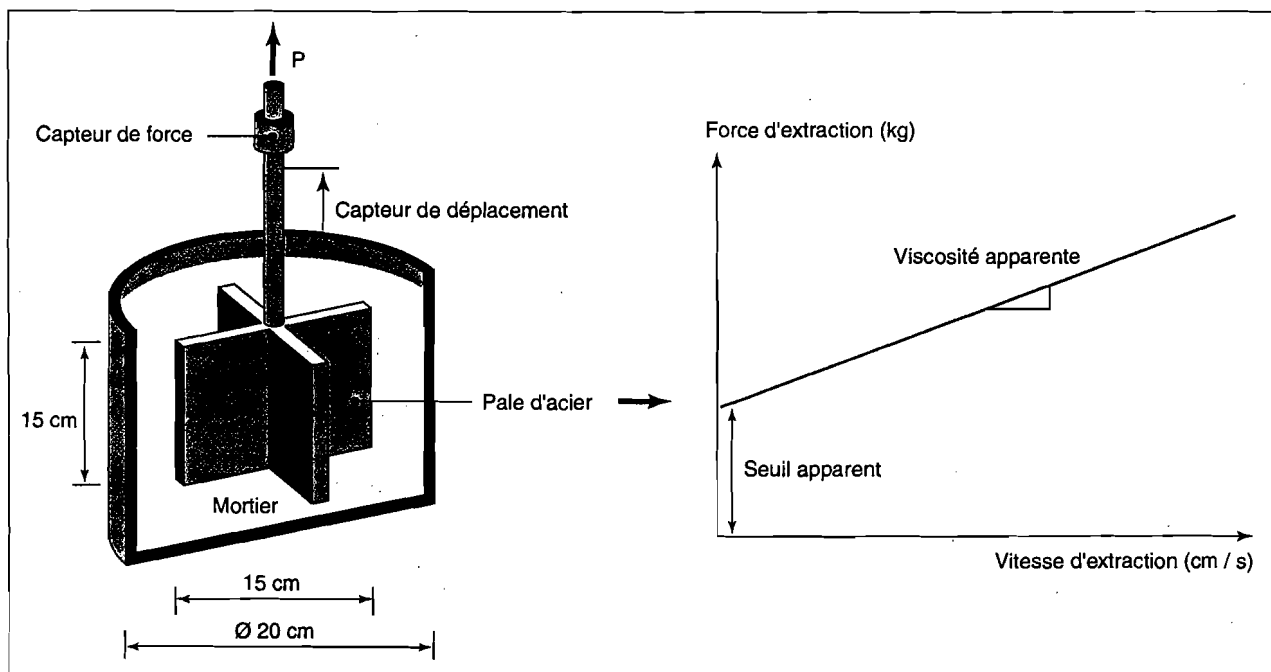 P
Capteur de force
Capteur de déplacement
15 cm
Pale d'acier
Mortier
15 cm
Ø 20 cm
Force d'extraction (kg)
Viscosité apparente
Seuil apparent
Vitesse d'extraction (cm / s)